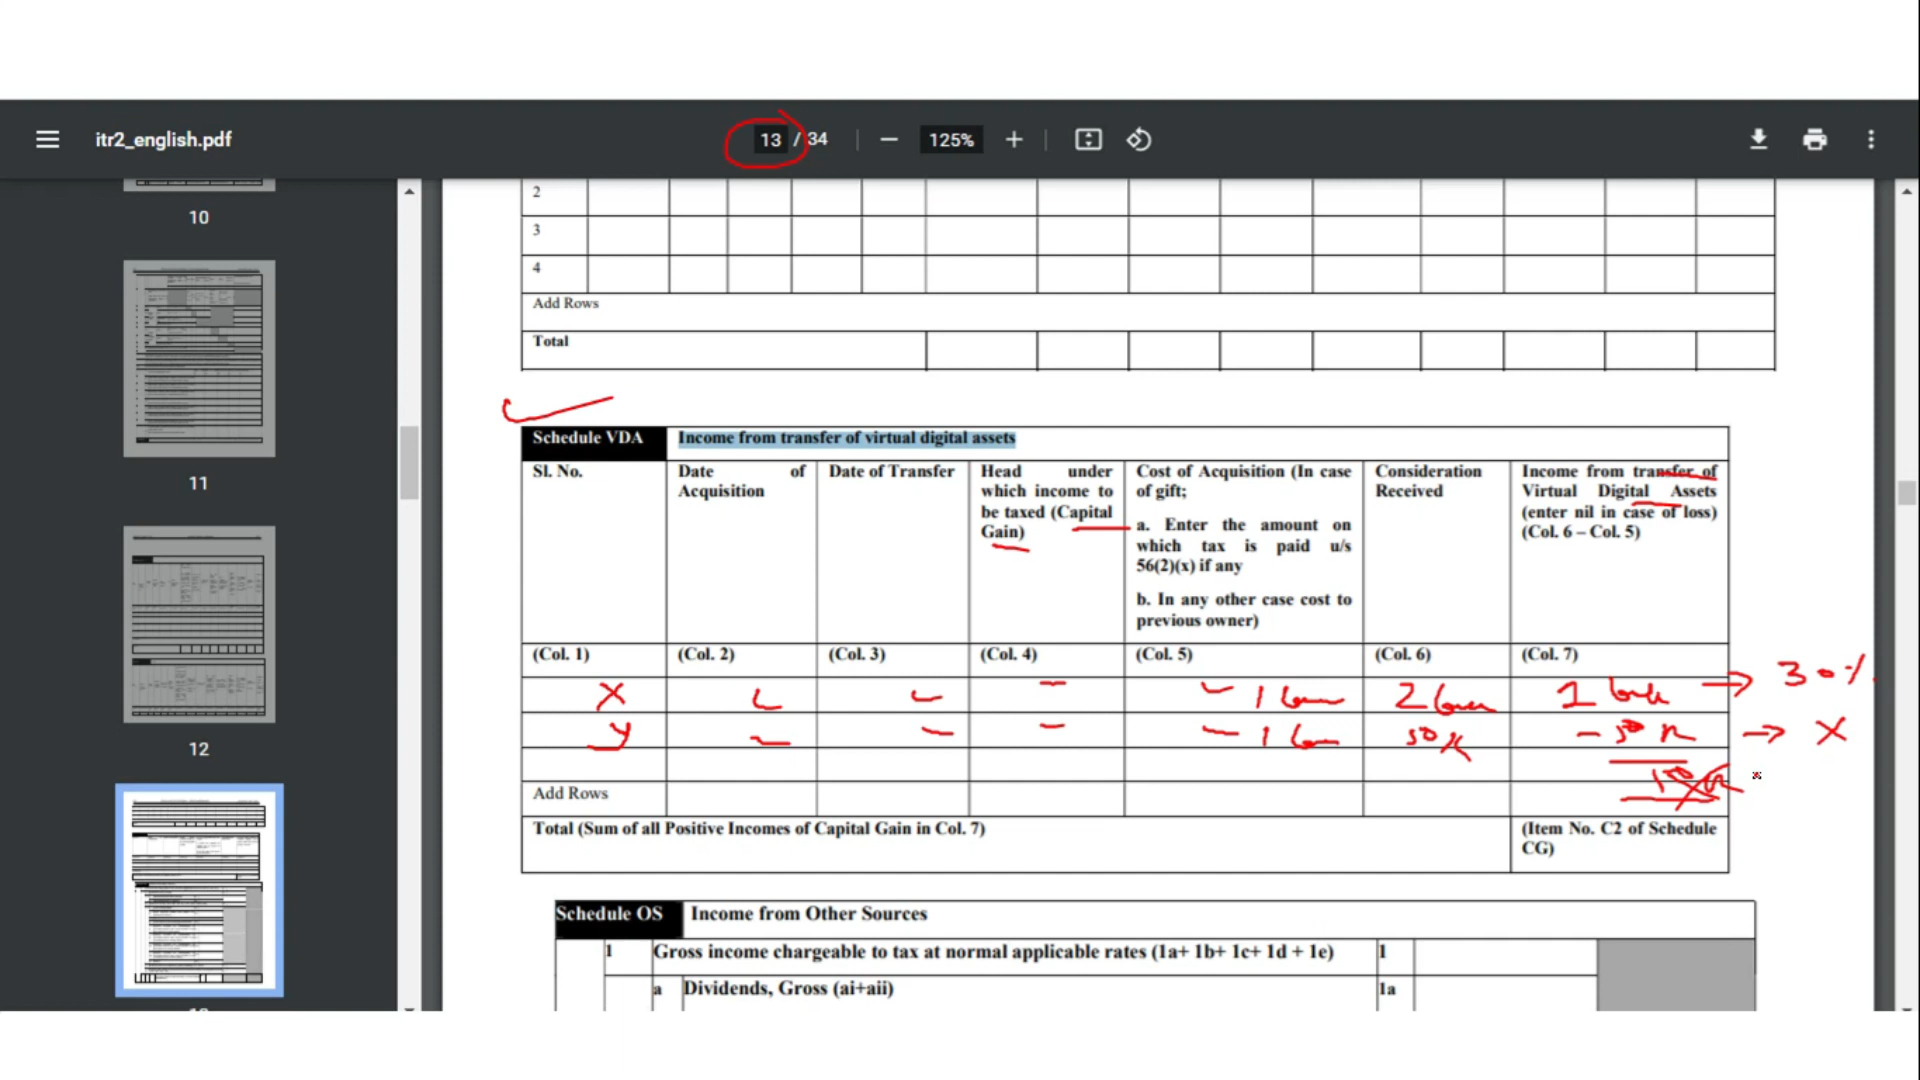 itr2_english.pdf
13 / 34
125%
10
11
12
2
3
4
Add Rows
Total
Schedule VDA Income from transfer of virtual digital assets
Sl. No.
Date of Acquisition
Date of Transfer
Head under which income to be taxed (Capital Gain)
Cost of Acquisition (In case of gift;
a. Enter the amount on which tax is paid u/s 56(2)(x) if any
b. In any other case cost to previous owner)
Consideration Received
Income from transfer of Virtual Digital Assets (enter nil in case of loss) (Col. 6 – Col. 5)
(Col. 1) (Col. 2) (Col. 3) (Col. 4) (Col. 5) (Col. 6) (Col. 7)
X 1 2 1 → 30%
y 1 50K - 50K → X
Add Rows
Total (Sum of all Positive Incomes of Capital Gain in Col. 7) (Item No. C2 of Schedule CG)
Schedule OS Income from Other Sources
1 Gross income chargeable to tax at normal applicable rates (1a+ 1b+ 1c+ 1d + 1e) 1
a Dividends, Gross (ai+aii) 1a